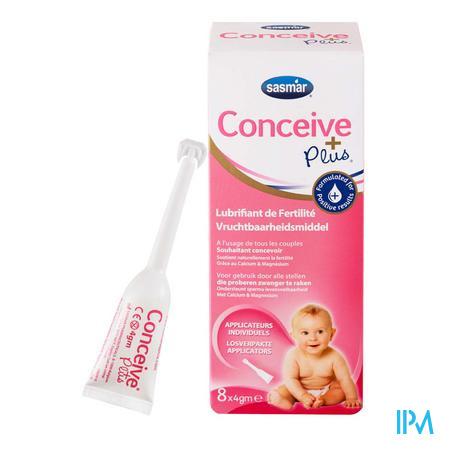 sasmar
Conceive
+
Plus
Formulated for
Positive results
Lubrifiant de Fertilité
Vruchtbaarheidsmiddel
A l'usage de tous les couples
Souhaitant concevoir
Soutient naturellement la fertilité
Grâce au Calcium & Magnésium
Voor gebruik door alle stellen
die proberen zwanger te raken
Ondersteunt sperma levensvatbaarheid
Met Calcium & Magnesium
APPLICATEURS
INDIVIDUELS
LOSVERPAKTE
APPLICATORS
8x4gm℮
Conceive
Plus
CE 4gm
IPM